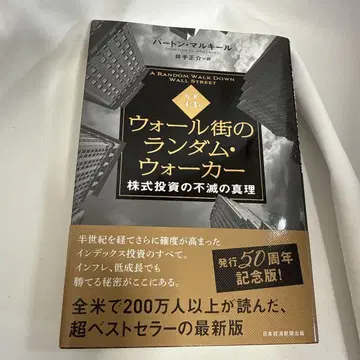 バートン・マルキール
井手正介=訳
A RANDOM WALK DOWN
WALL STREET
ウォール街の
ランダム・
ウォーカー
株式投資の不滅の真理
半世紀を経てさらに確度が高まった
インデックス投資のすべて。
インフレ、低成長でも
勝てる秘密がここにある。
発行50周年
記念版!
全米で200万人以上が読んだ、
超ベストセラーの最新版
日本経済新聞出版